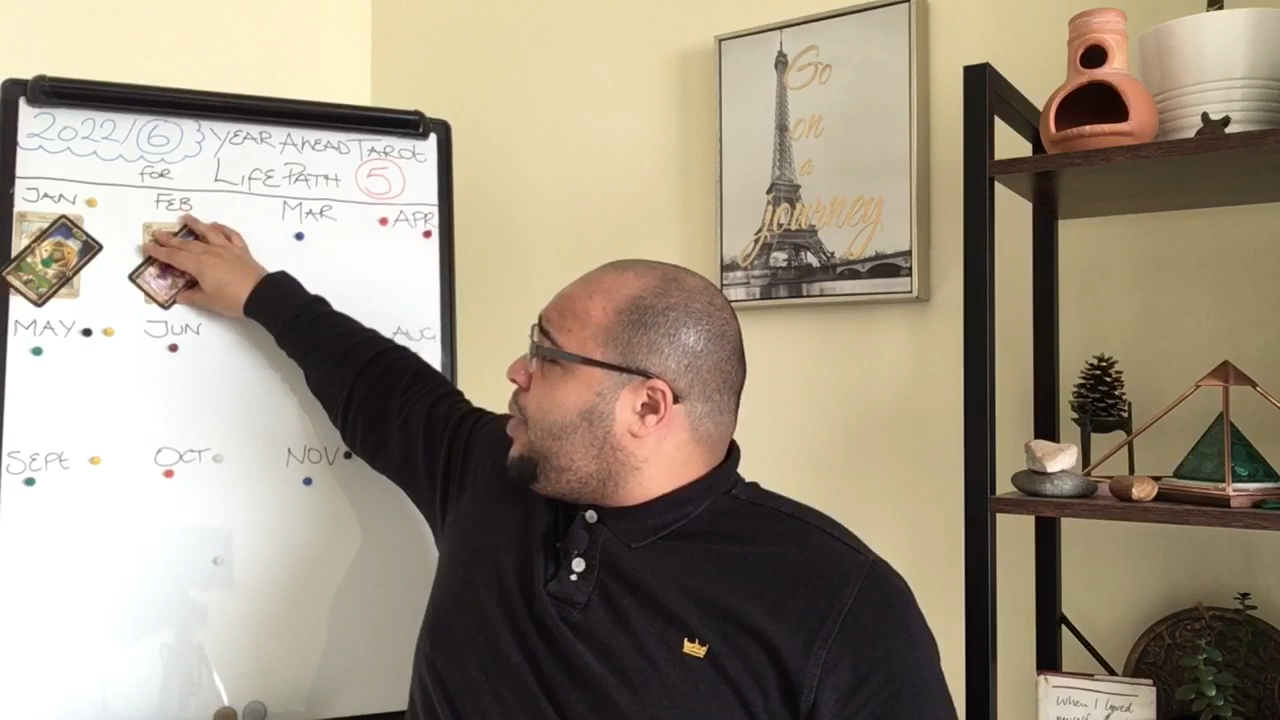 2022/6 YEAR AHEAD TAROT
for LIFE PATH 5
JAN FEB MAR APR
MAY JUN AUG
SEPT OCT NOV
Go
on
a
journey
When I loved